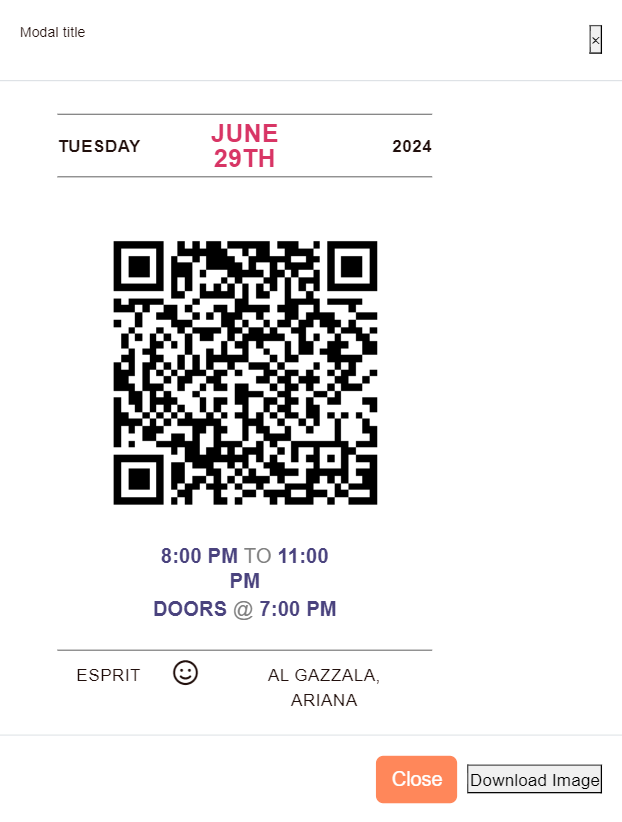 Modal title
×
TUESDAY
JUNE
29TH
2024
8:00 PM TO 11:00
PM
DOORS @ 7:00 PM
ESPRIT
AL GAZZALA,
ARIANA
Close
Download Image